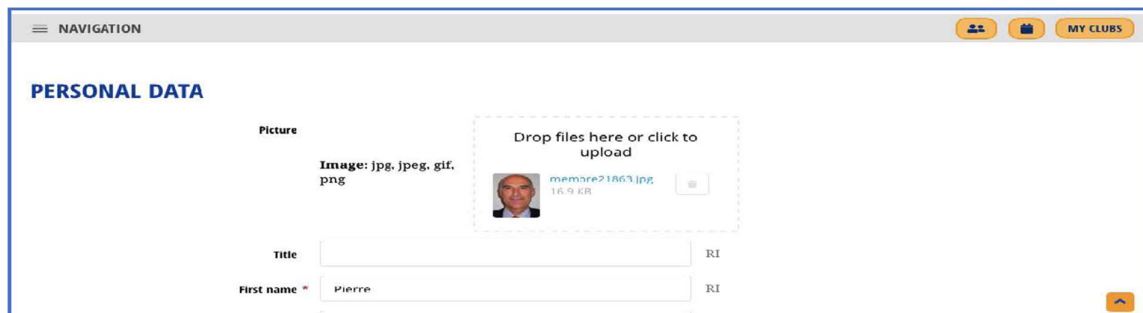 NAVIGATION
MY CLUBS
PERSONAL DATA
Picture
Image: jpg, jpeg, gif,
png
Drop files here or click to
upload
membre21863.jpg
16.9 KB
Title
RI
First name *
Pierre
RI